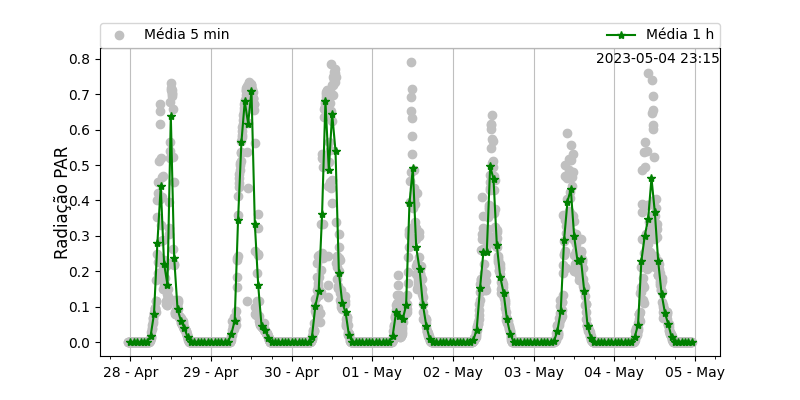 Média 5 min
Média 1 h
2023-05-04 23:15
Radiação PAR
0.8
0.7
0.6
0.5
0.4
0.3
0.2
0.1
0.0
28 - Apr
29 - Apr
30 - Apr
01 - May
02 - May
03 - May
04 - May
05 - May